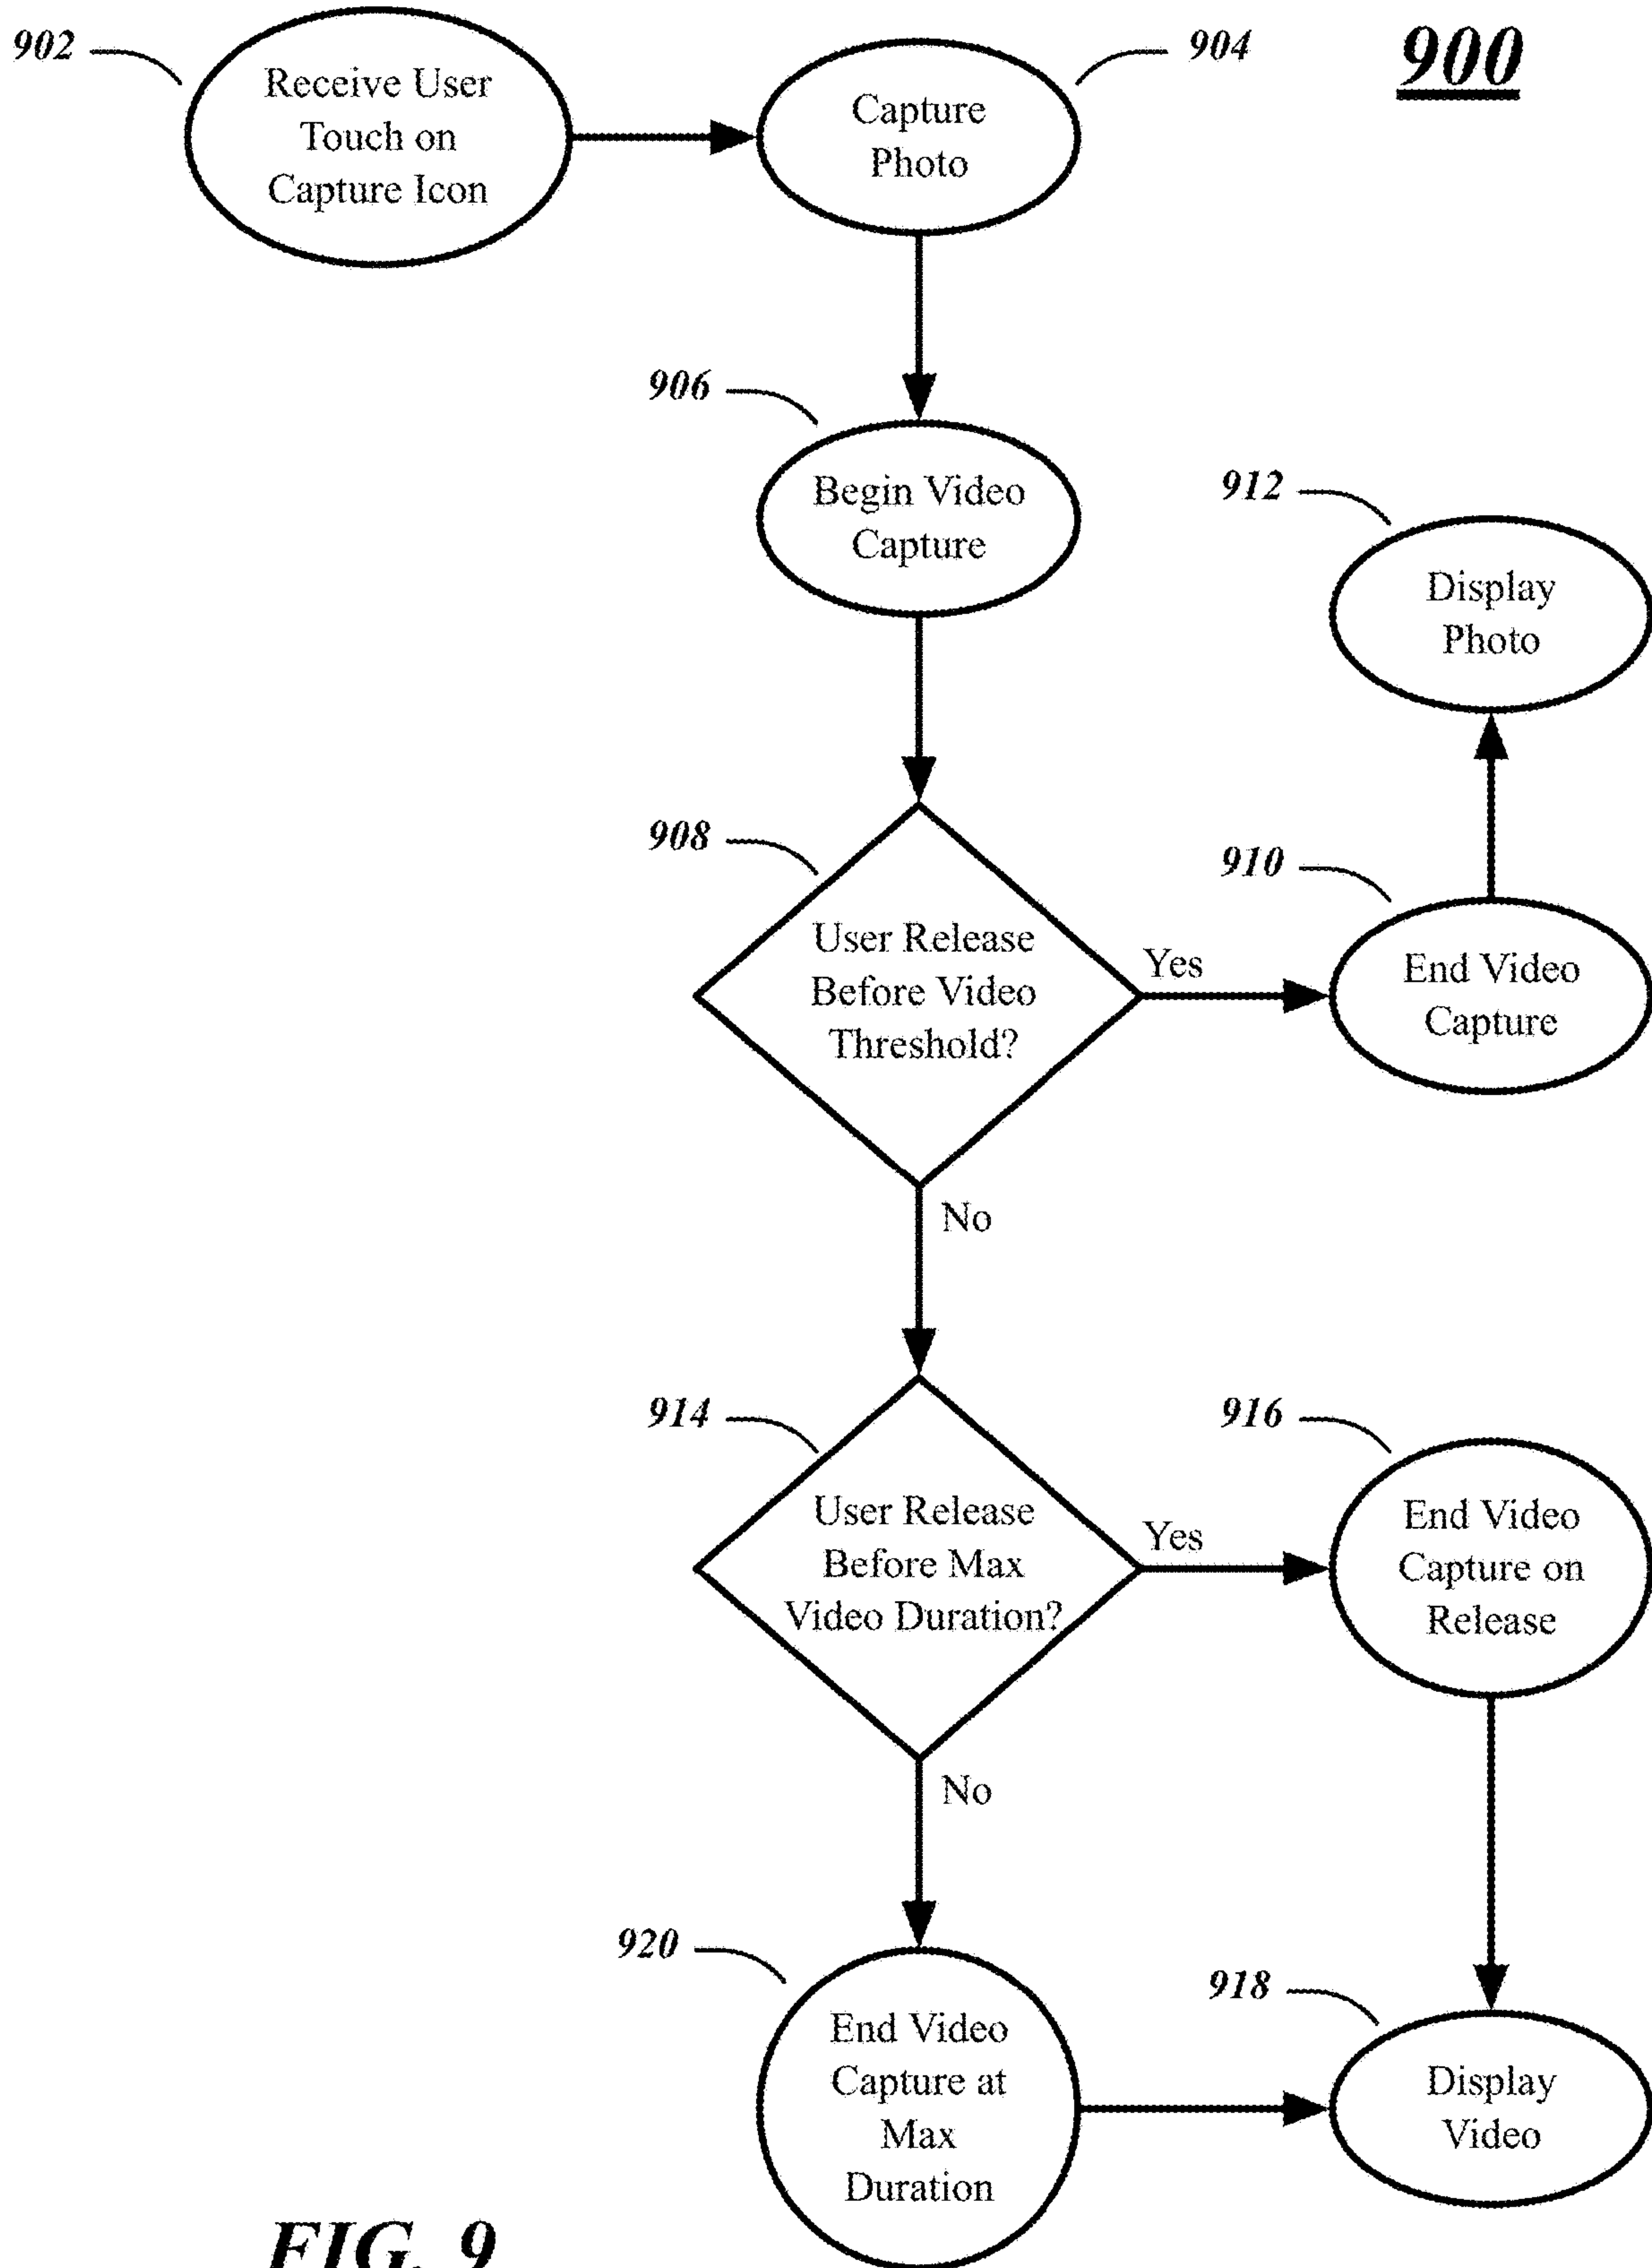 902
Receive User
Touch on
Capture Icon
904
Capture
Photo
900
906
Begin Video
Capture
912
Display
Photo
908
User Release
Before Video
Threshold?
Yes
910
End Video
Capture
No
914
User Release
Before Max
Video Duration?
Yes
916
End Video
Capture on
Release
No
920
End Video
Capture at
Max
Duration
918
Display
Video
FIG. 9